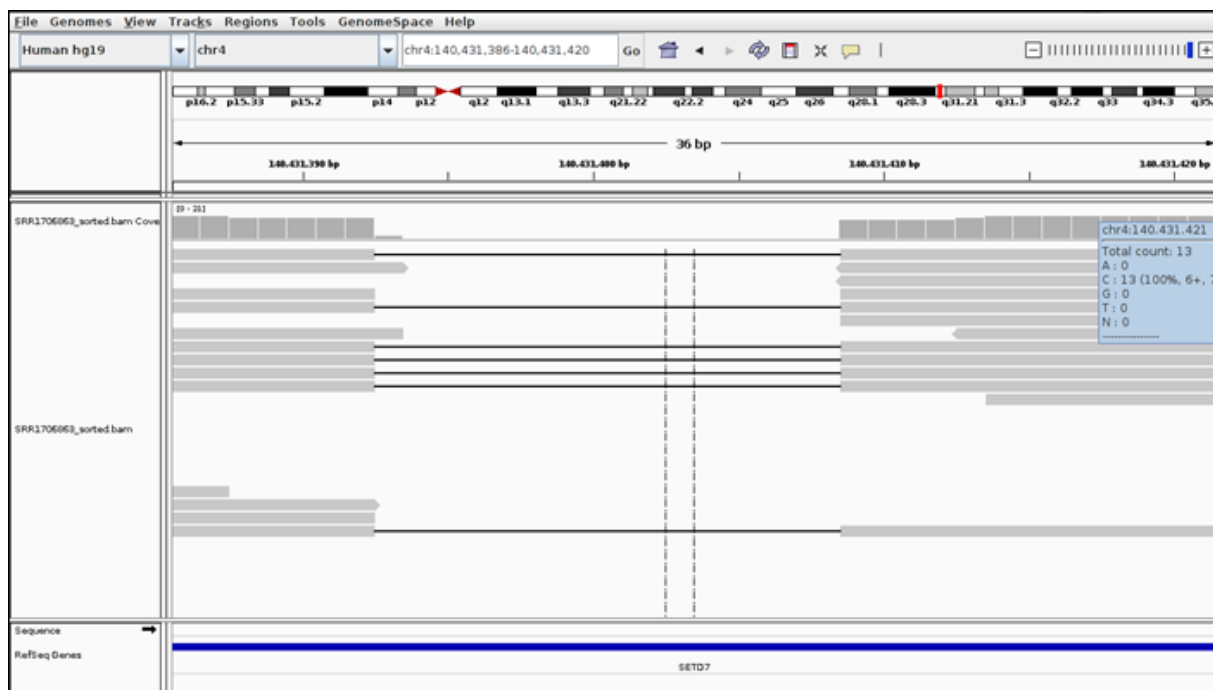 File Genomes View Tracks Regions Tools GenomeSpace Help
Human hg19 chr4 chr4:140,431,386-140,431,420 Go
p16.2 p15.33 p15.2 p14 p12 q12 q13.1 q13.3 q21.22 q22.2 q24 q25 q26 q28.1 q28.3 q31.21 q31.3 q32.2 q33 q34.3 q35.
36 bp
140.431.390 bp 140.431.400 bp 140.431.410 bp 140.431.420 bp
[0 - 21]
SRR1706863_sorted.bam Cove
chr4:140.431.421
Total count: 13
A : 0
C : 13 (100%, 6+, 7
G : 0
T : 0
N : 0
---------------
SRR1706863_sorted.bam
Sequence
RefSeq Genes
SETD7